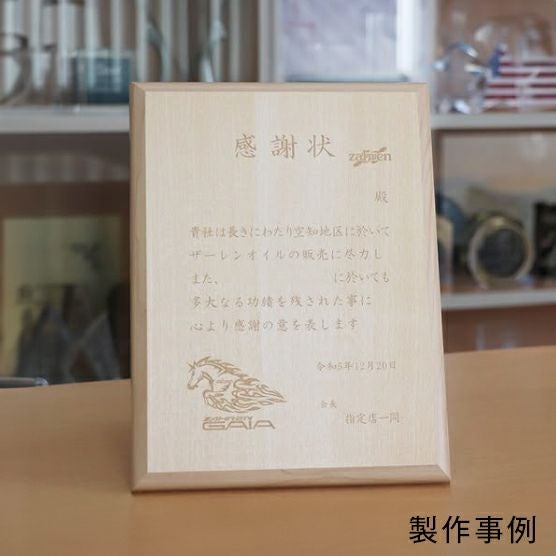 感謝状
zahren
殿
貴社は長きにわたり空知地区に於いて
ザーレンオイルの販売に尽力し
また、 に於いても
多大なる功績を残された事に
心より感謝の意を表します
令和5年12月20日
会長
指定店一同
ZAHREN
GAIA
製作事例